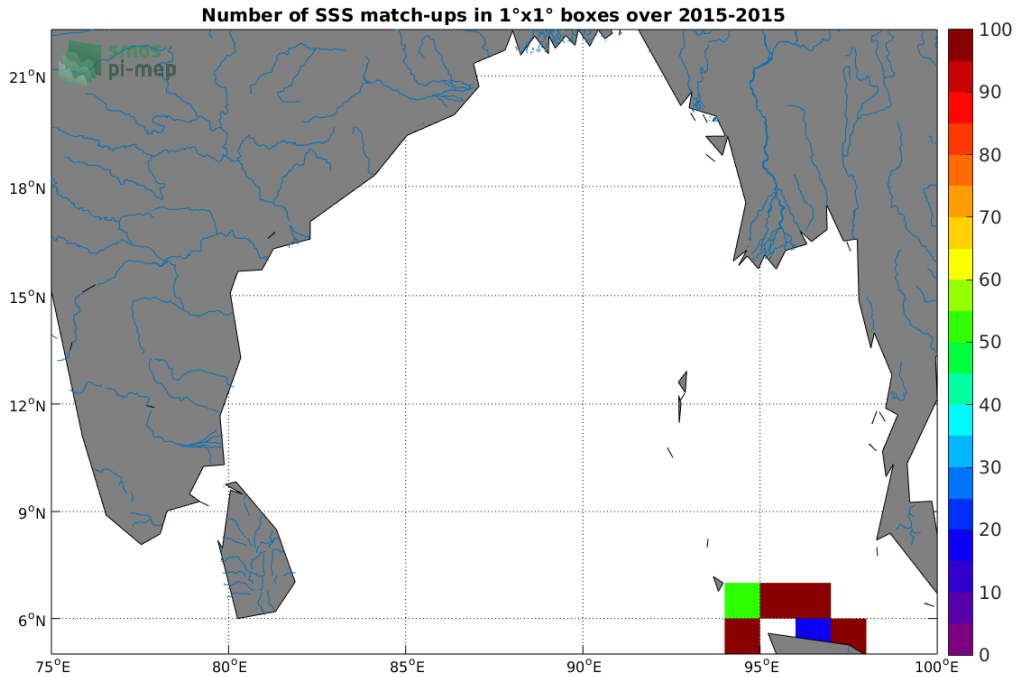 Number of SSS match-ups in 1°x1° boxes over 2015-2015
smos
pi-mep
21°N
18°N
15°N
12°N
9°N
6°N
75°E
80°E
85°E
90°E
95°E
100°E
100
90
80
70
60
50
40
30
20
10
0